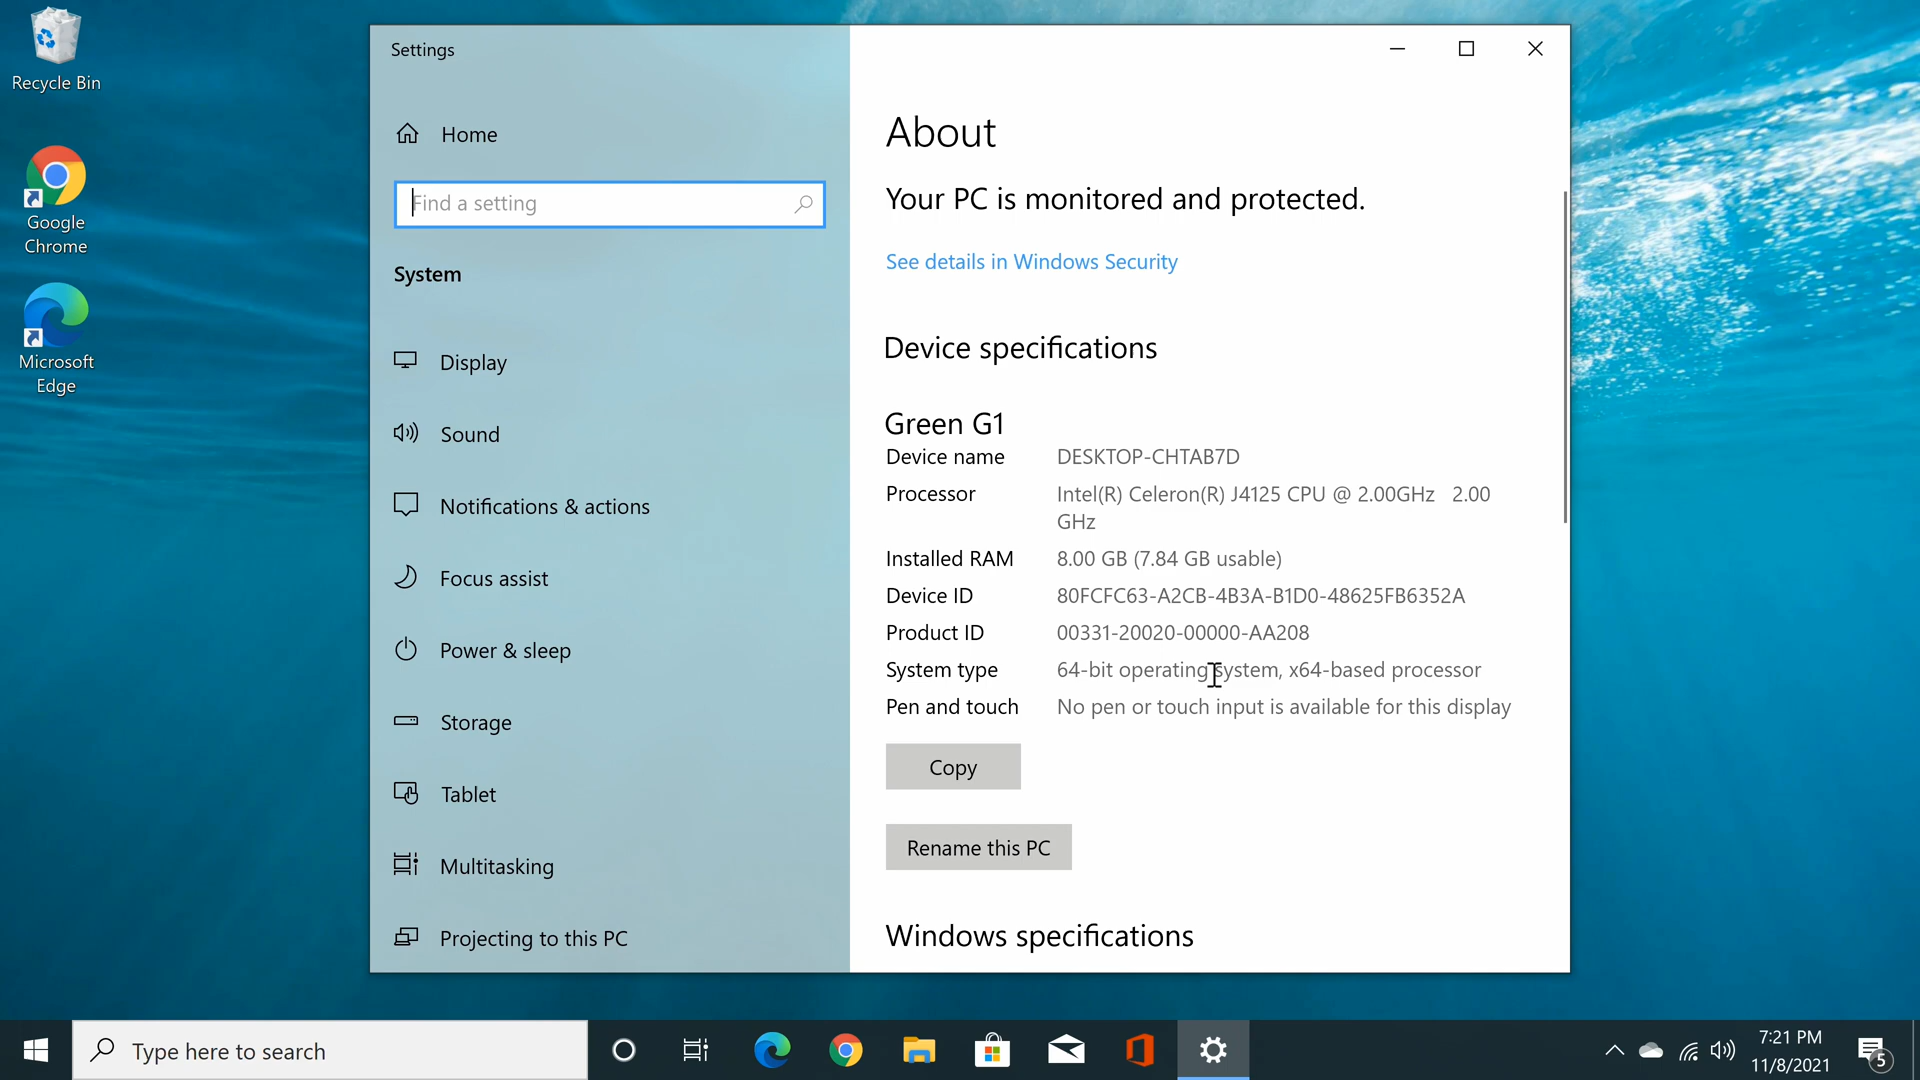 Recycle Bin
Google
Chrome
Microsoft
Edge
Settings
Home
Find a setting
System
Display
Sound
Notifications & actions
Focus assist
Power & sleep
Storage
Tablet
Multitasking
Projecting to this PC
About
Your PC is monitored and protected.
See details in Windows Security
Device specifications
Green G1
Device name DESKTOP-CHTAB7D
Processor Intel(R) Celeron(R) J4125 CPU @ 2.00GHz 2.00
GHz
Installed RAM 8.00 GB (7.84 GB usable)
Device ID 80FCFC63-A2CB-4B3A-B1D0-48625FB6352A
Product ID 00331-20020-00000-AA208
System type 64-bit operating system, x64-based processor
Pen and touch No pen or touch input is available for this display
Copy
Rename this PC
Windows specifications
Type here to search
7:21 PM
11/8/2021
5